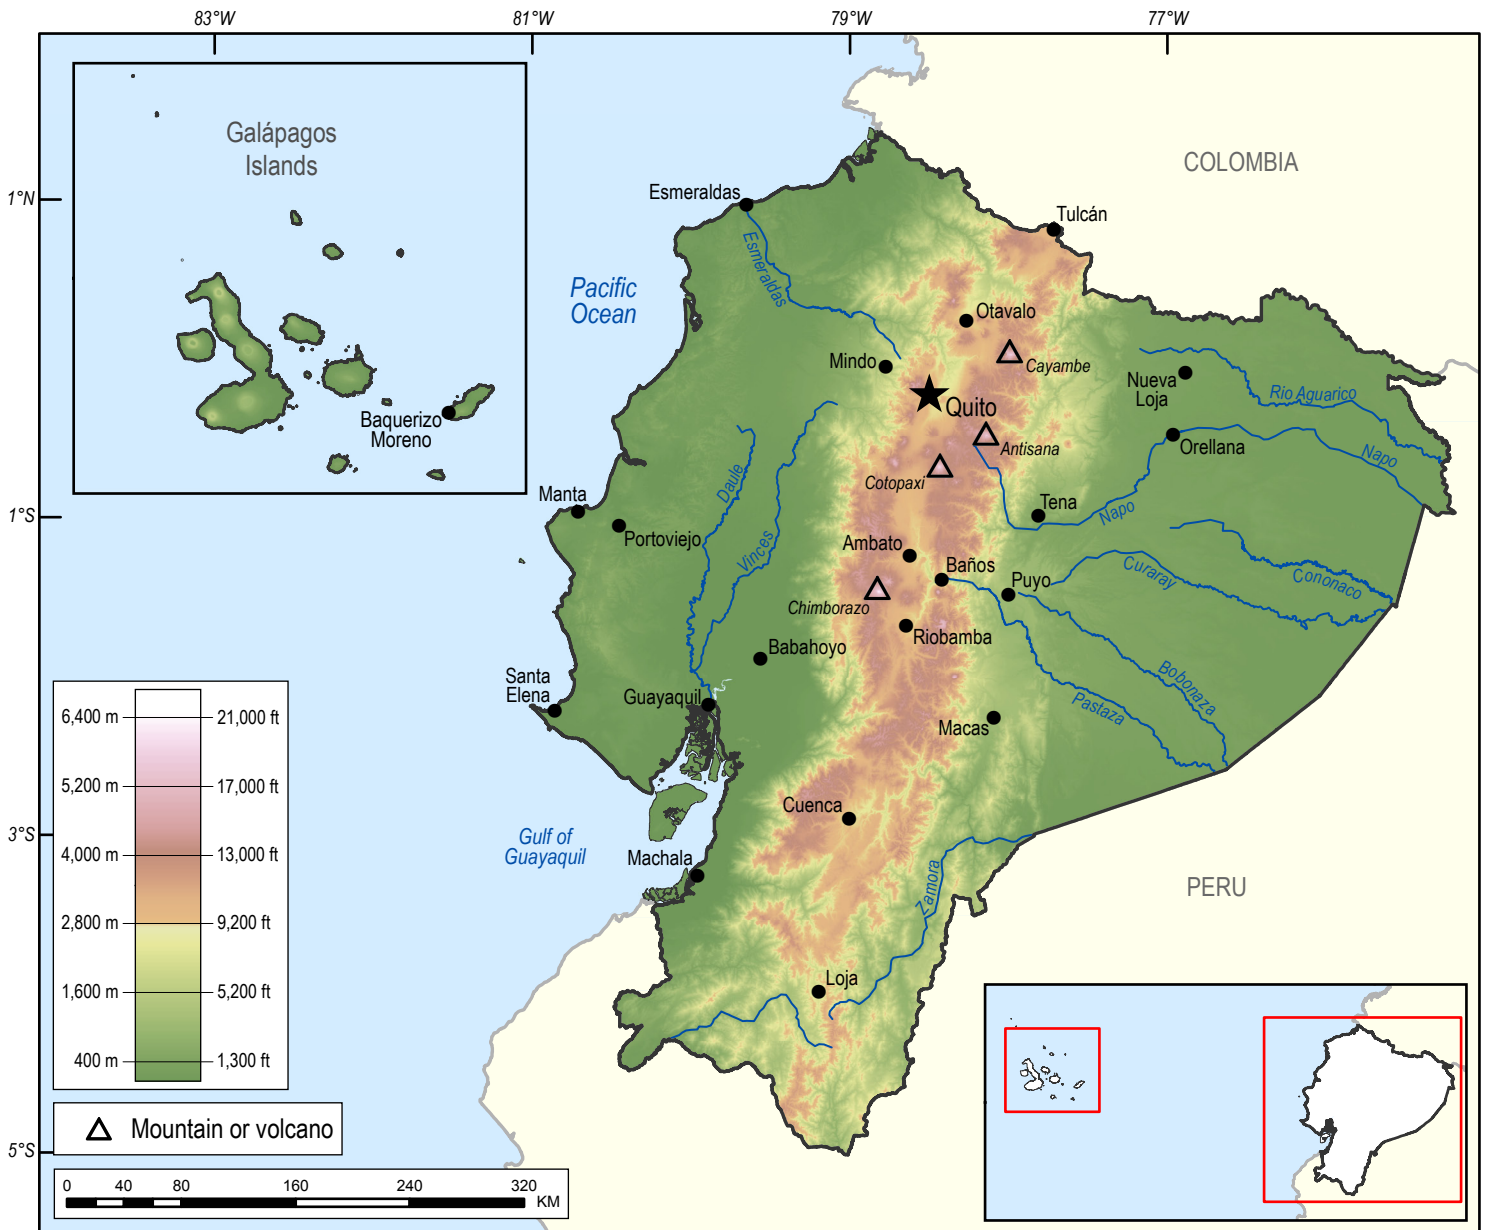 83°W
81°W
79°W
77°W
1°N
1°S
3°S
5°S
Galápagos
Islands
Baquerizo
Moreno
COLOMBIA
PERU
Pacific
Ocean
Gulf of
Guayaquil
Esmeraldas
Esmeraldas
Tulcán
Otavalo
Cayambe
Mindo
Quito
Antisana
Cotopaxi
Nueva
Loja
Rio Aguarico
Orellana
Napo
Napo
Tena
Manta
Portoviejo
Daule
Vinces
Ambato
Baños
Puyo
Curaray
Cononaco
Chimborazo
Riobamba
Babahoyo
Bobonaza
Pastaza
Santa
Elena
Guayaquil
Macas
Cuenca
Machala
Zamora
Loja
6,400 m
21,000 ft
5,200 m
17,000 ft
4,000 m
13,000 ft
2,800 m
9,200 ft
1,600 m
5,200 ft
400 m
1,300 ft
Mountain or volcano
0 40 80 160 240 320 KM